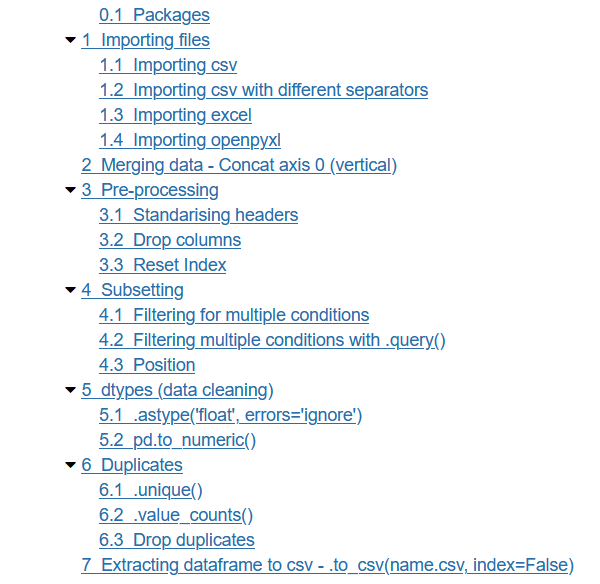 0.1 Packages
1 Importing files
1.1 Importing csv
1.2 Importing csv with different separators
1.3 Importing excel
1.4 Importing openpyxl
2 Merging data - Concat axis 0 (vertical)
3 Pre-processing
3.1 Standarising headers
3.2 Drop columns
3.3 Reset Index
4 Subsetting
4.1 Filtering for multiple conditions
4.2 Filtering multiple conditions with .query()
4.3 Position
5 dtypes (data cleaning)
5.1 .astype('float', errors='ignore')
5.2 pd.to_numeric()
6 Duplicates
6.1 .unique()
6.2 .value_counts()
6.3 Drop duplicates
7 Extracting dataframe to csv - .to_csv(name.csv, index=False)